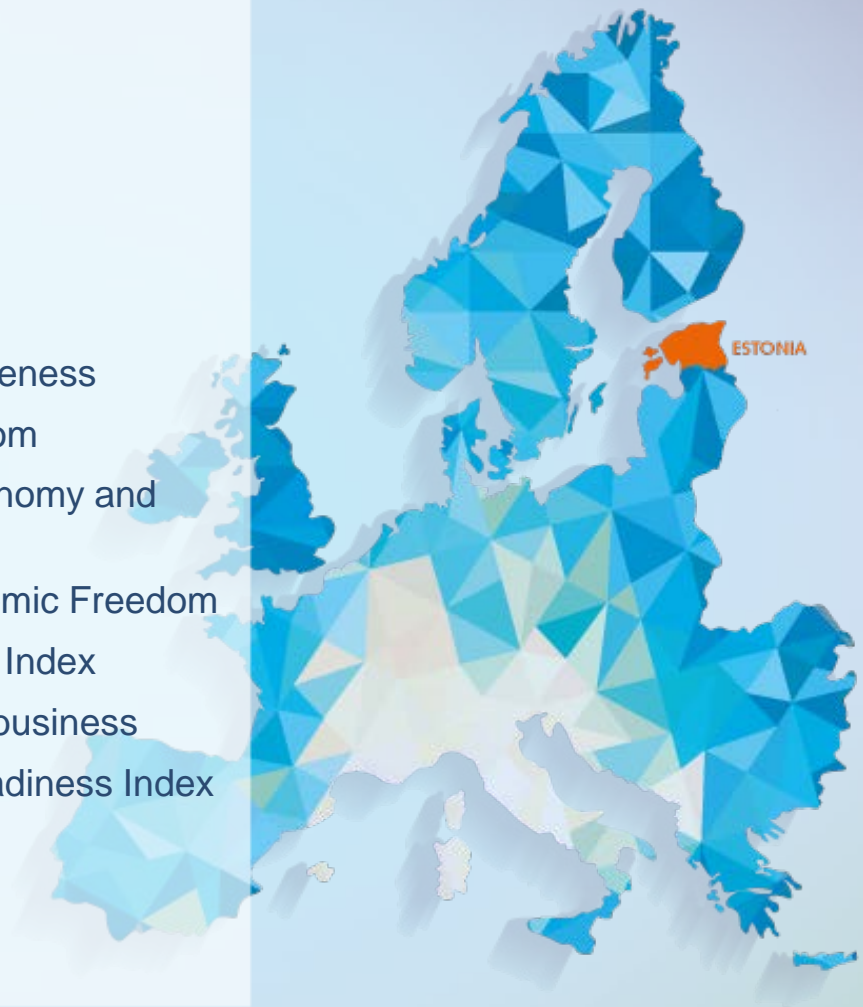 ESTONIA
eness
om
nomy and
mic Freedom
Index
business
adiness Index